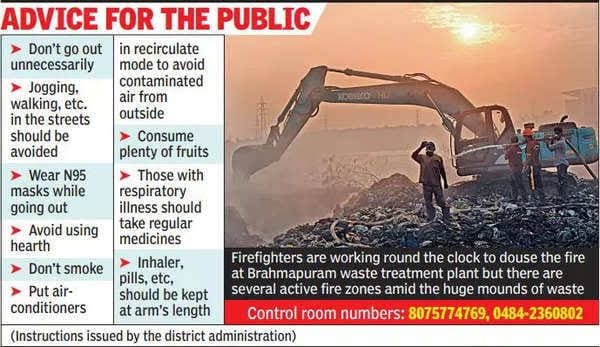 ADVICE FOR THE PUBLIC
➤ Don't go out
unnecessarily
➤ Jogging,
walking, etc.
in the streets
should be
avoided
➤ Wear N95
masks while
going out
➤ Avoid using
hearth
➤ Don't smoke
➤ Put air-
conditioners
in recirculate
mode to avoid
contaminated
air from
outside
➤ Consume
plenty of fruits
➤ Those with
respiratory
illness should
take regular
medicines
➤ Inhaler,
pills, etc,
should be kept
at arm's length
KOBELCO
Firefighters are working round the clock to douse the fire
at Brahmapuram waste treatment plant but there are
several active fire zones amid the huge mounds of waste
Control room numbers: 8075774769, 0484-2360802
(Instructions issued by the district administration)